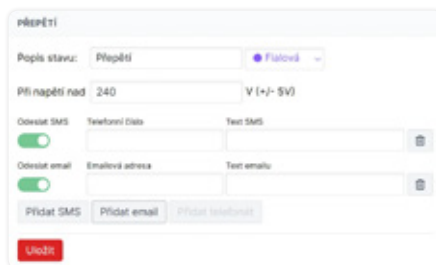 PŘEPĚTÍ
Popis stavu: Přepětí Fialová
Při napětí nad 240 V (+/- 5V)
Odeslat SMS Telefonní číslo Text SMS
Odeslat email Emailová adresa Text emailu
Přidat SMS Přidat email Přidat telefonát
Uložit